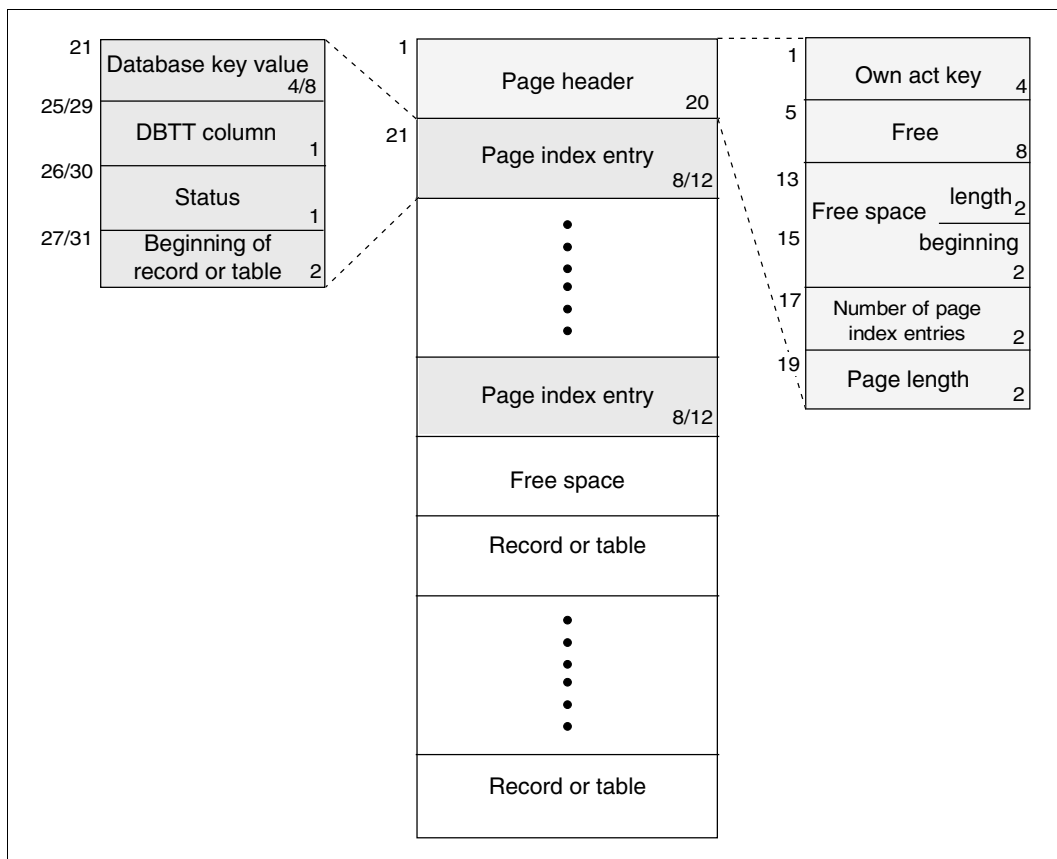 21
Database key value
4/8
25/29
DBTT column
1
26/30
Status
1
27/31
Beginning of
record or table
2
1
Page header
20
21
Page index entry
8/12
Page index entry
8/12
Free space
Record or table
Record or table
1
Own act key
4
5
Free
8
13
Free space
length
2
15
beginning
2
17
Number of page
index entries
2
19
Page length
2